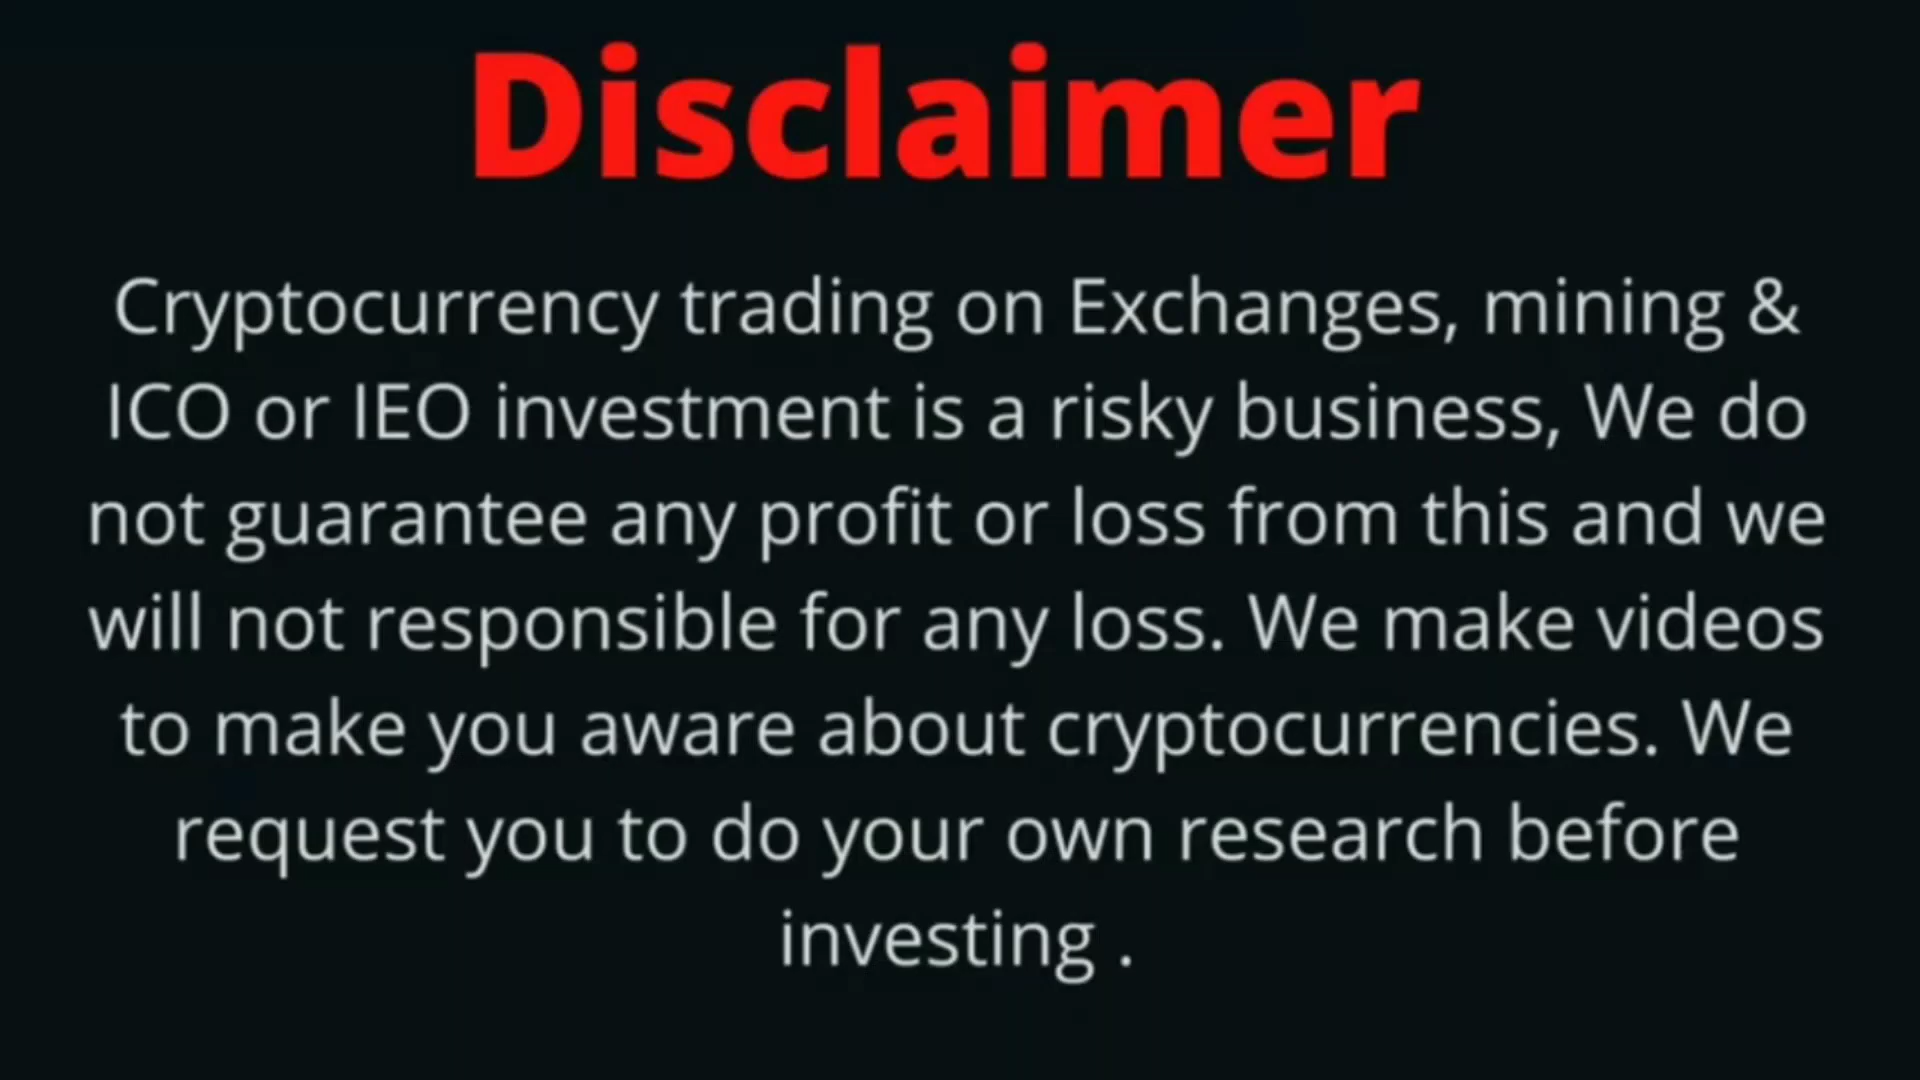 Disclaimer
Cryptocurrency trading on Exchanges, mining &
ICO or IEO investment is a risky business, We do
not guarantee any profit or loss from this and we
will not responsible for any loss. We make videos
to make you aware about cryptocurrencies. We
request you to do your own research before
investing .